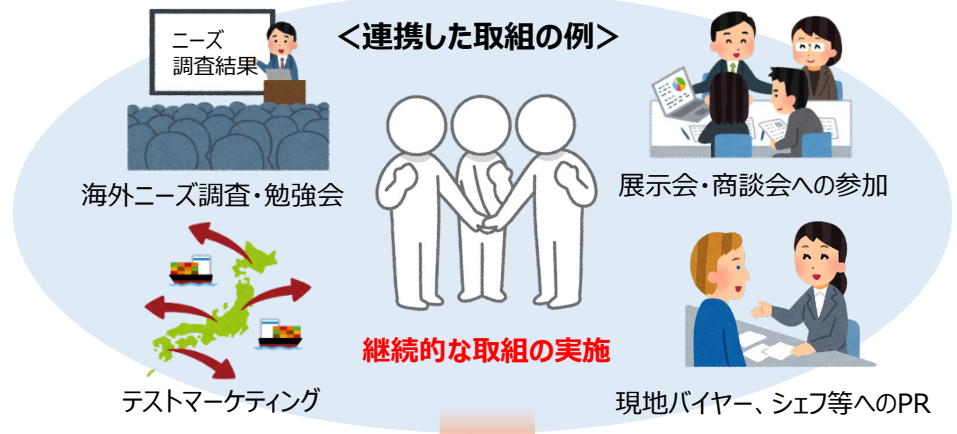 <連携した取組の例>
ニーズ
調査結果
海外ニーズ調査・勉強会
展示会・商談会への参加
継続的な取組の実施
テストマーケティング
現地バイヤー、シェフ等へのPR